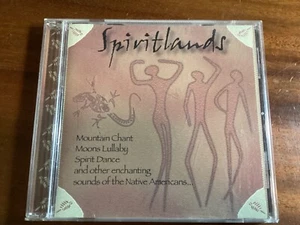 Spiritlands
Mountain Chant
Moons Lullaby
Spirit Dance
and other enchanting
sounds of the Native Americans...